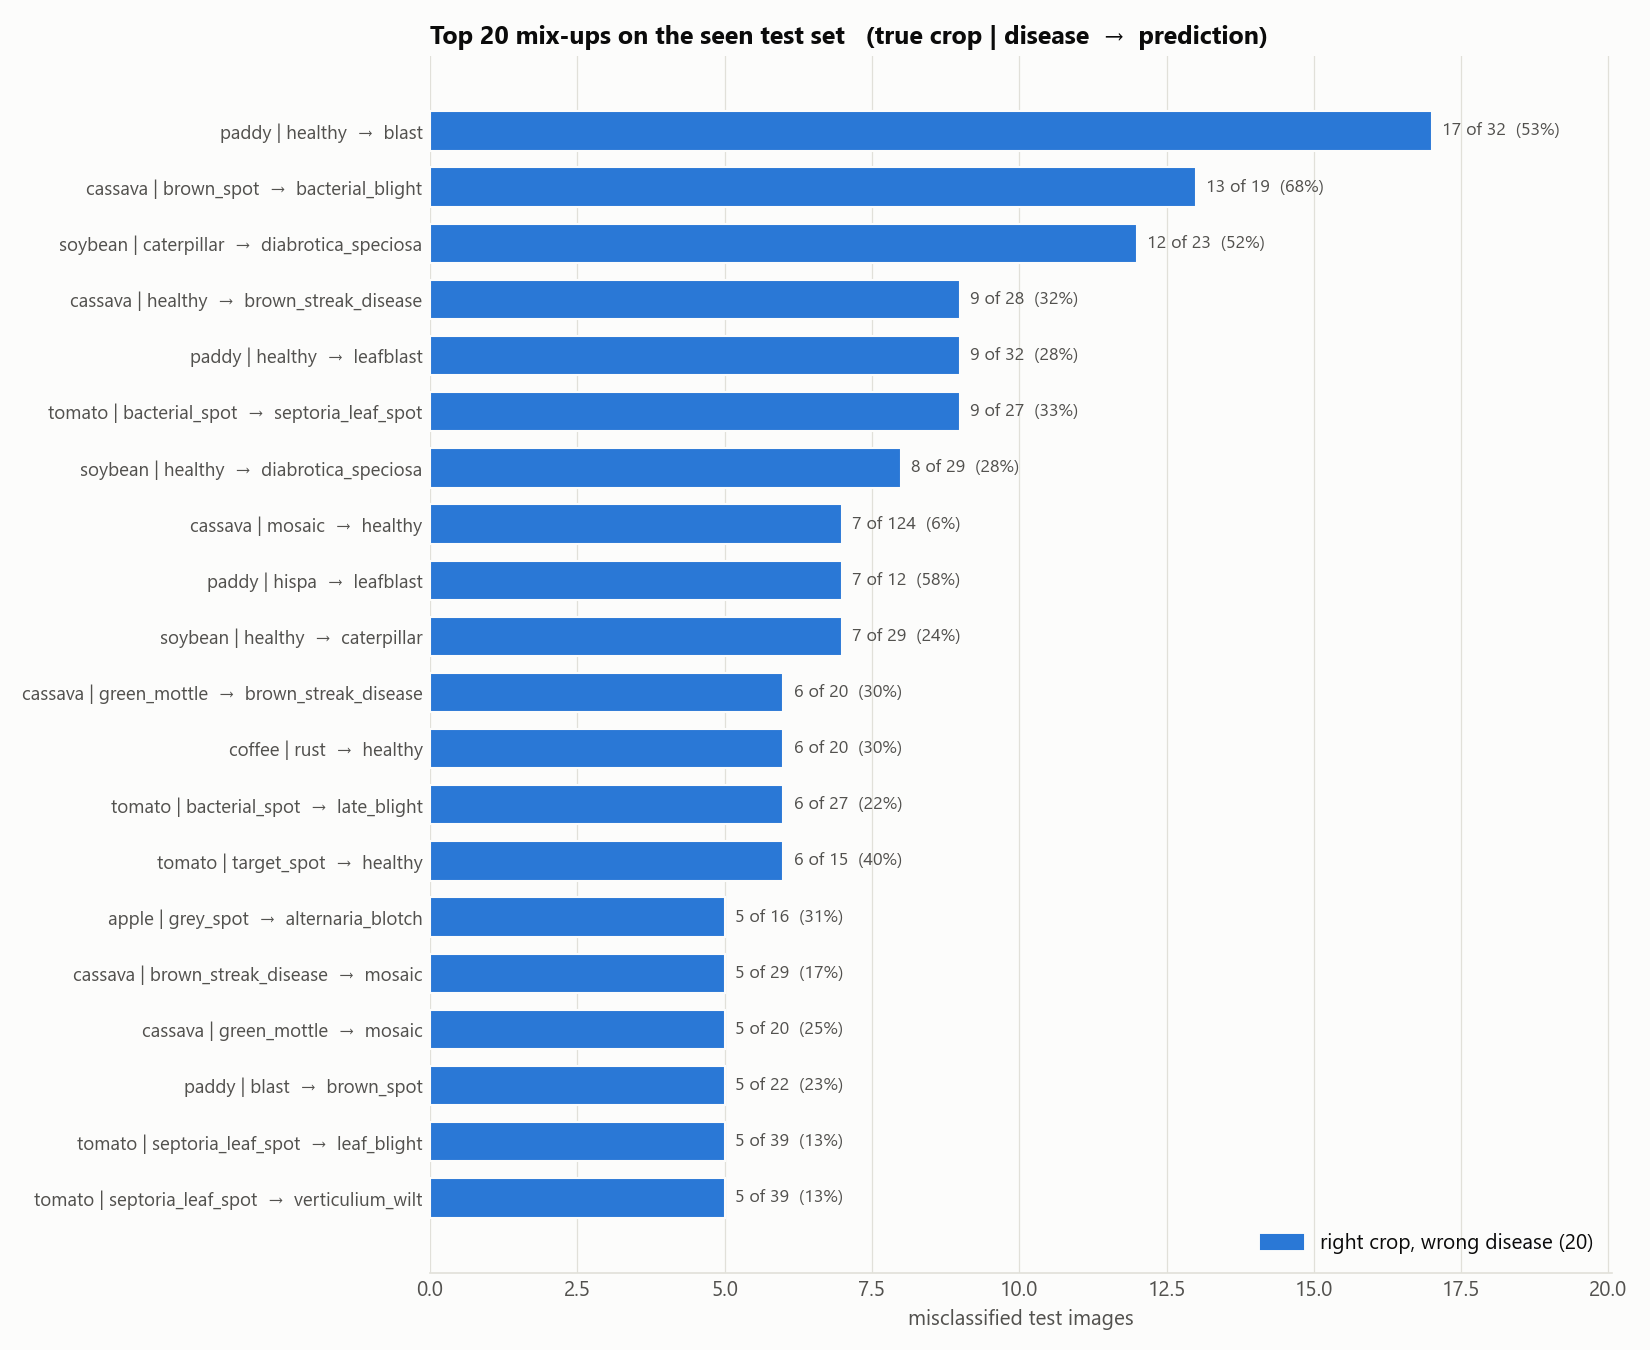 Top 20 mix-ups on the seen test set (true crop | disease → prediction)
paddy | healthy → blast 17 of 32 (53%)
cassava | brown_spot → bacterial_blight 13 of 19 (68%)
soybean | caterpillar → diabrotica_speciosa 12 of 23 (52%)
cassava | healthy → brown_streak_disease 9 of 28 (32%)
paddy | healthy → leafblast 9 of 32 (28%)
tomato | bacterial_spot → septoria_leaf_spot 9 of 27 (33%)
soybean | healthy → diabrotica_speciosa 8 of 29 (28%)
cassava | mosaic → healthy 7 of 124 (6%)
paddy | hispa → leafblast 7 of 12 (58%)
soybean | healthy → caterpillar 7 of 29 (24%)
cassava | green_mottle → brown_streak_disease 6 of 20 (30%)
coffee | rust → healthy 6 of 20 (30%)
tomato | bacterial_spot → late_blight 6 of 27 (22%)
tomato | target_spot → healthy 6 of 15 (40%)
apple | grey_spot → alternaria_blotch 5 of 16 (31%)
cassava | brown_streak_disease → mosaic 5 of 29 (17%)
cassava | green_mottle → mosaic 5 of 20 (25%)
paddy | blast → brown_spot 5 of 22 (23%)
tomato | septoria_leaf_spot → leaf_blight 5 of 39 (13%)
tomato | septoria_leaf_spot → verticulium_wilt 5 of 39 (13%)
right crop, wrong disease (20)
0.0 2.5 5.0 7.5 10.0 12.5 15.0 17.5 20.0
misclassified test images